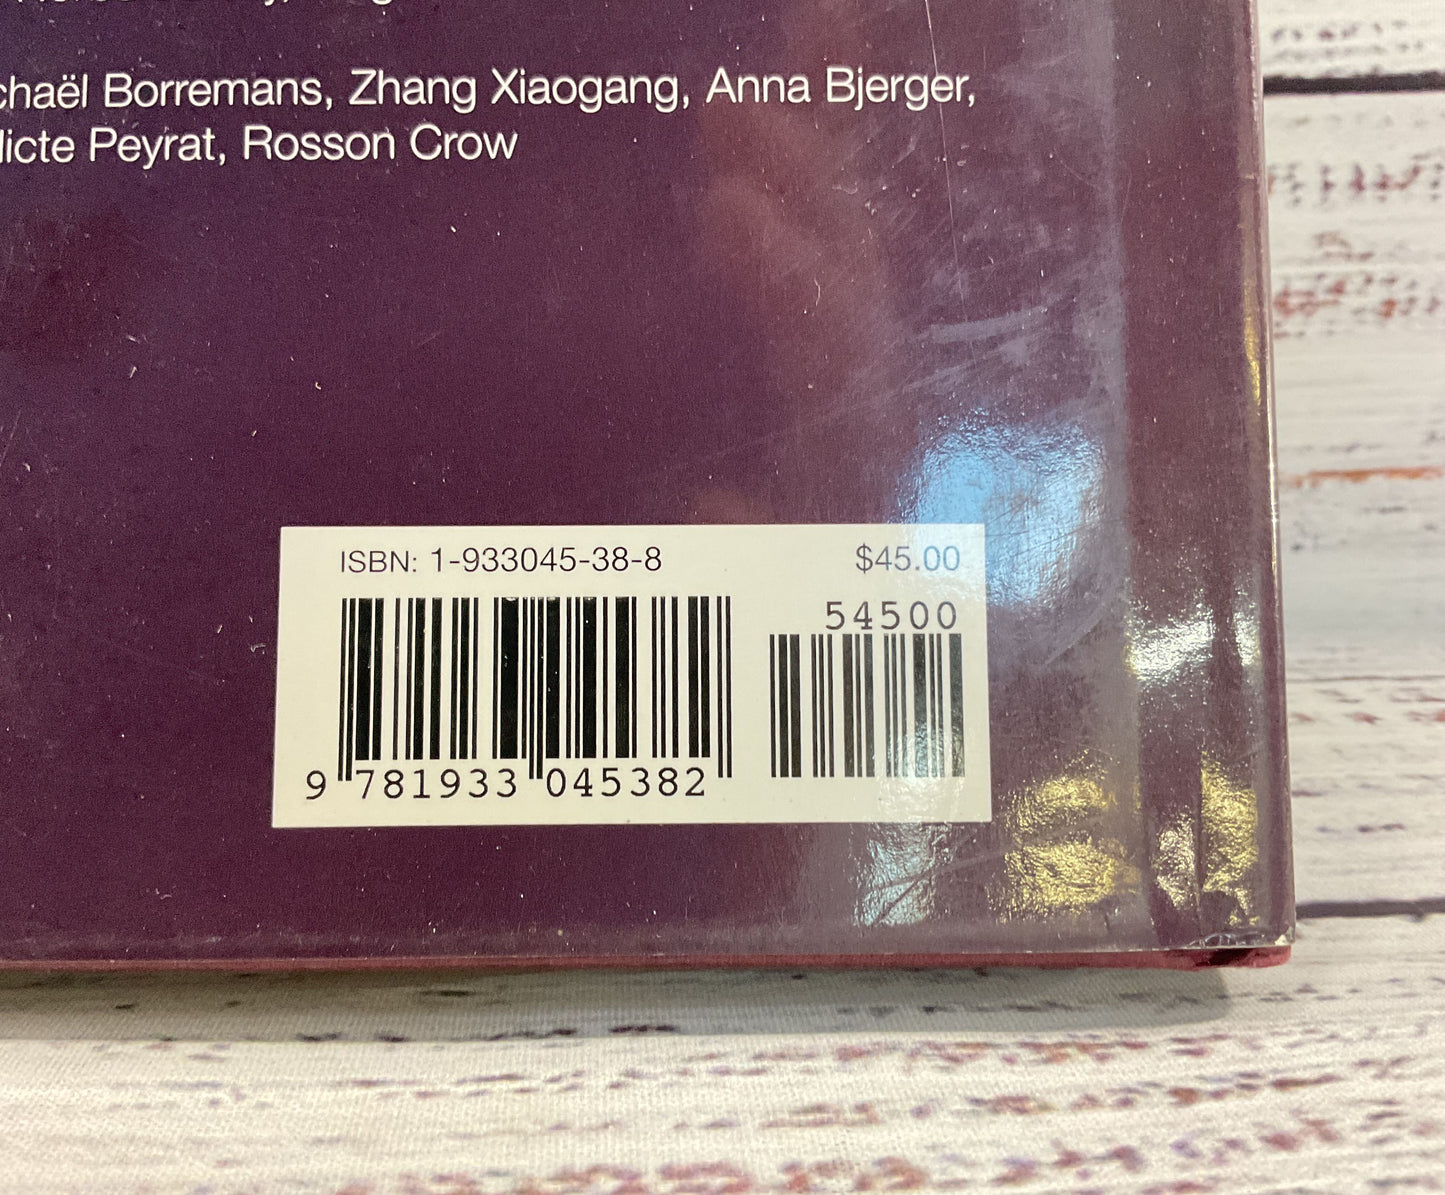 chaël Borremans, Zhang Xiaogang, Anna Bjerger,
licte Peyrat, Rosson Crow
ISBN: 1-933045-38-8 $45.00
54500
9 781933 045382